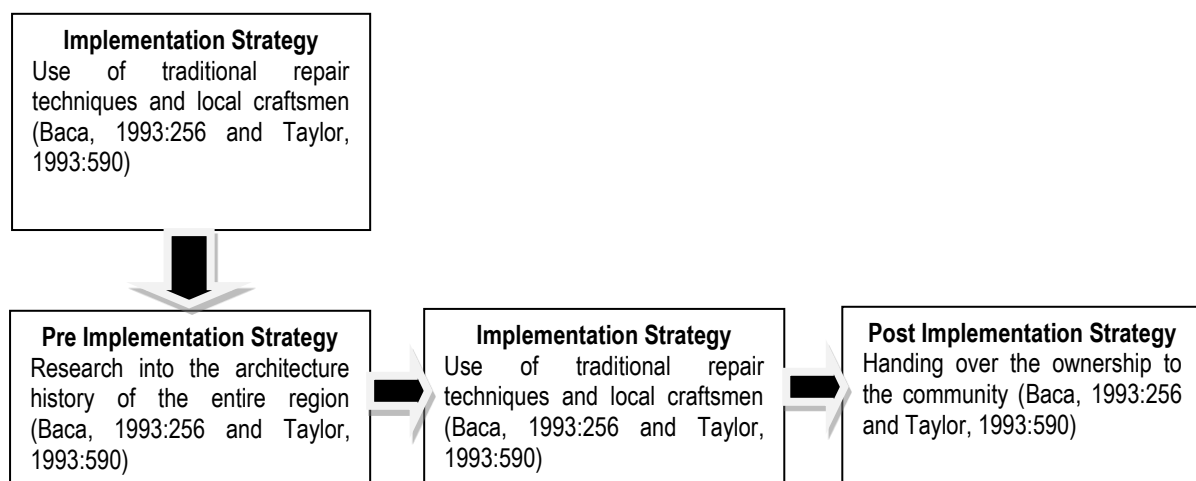 Implementation Strategy
Use of traditional repair
techniques and local craftsmen
(Baca, 1993:256 and Taylor,
1993:590)
Pre Implementation Strategy
Research into the architecture
history of the entire region
(Baca, 1993:256 and Taylor,
1993:590)
Implementation Strategy
Use of traditional repair
techniques and local craftsmen
(Baca, 1993:256 and Taylor,
1993:590)
Post Implementation Strategy
Handing over the ownership to
the community (Baca, 1993:256
and Taylor, 1993:590)